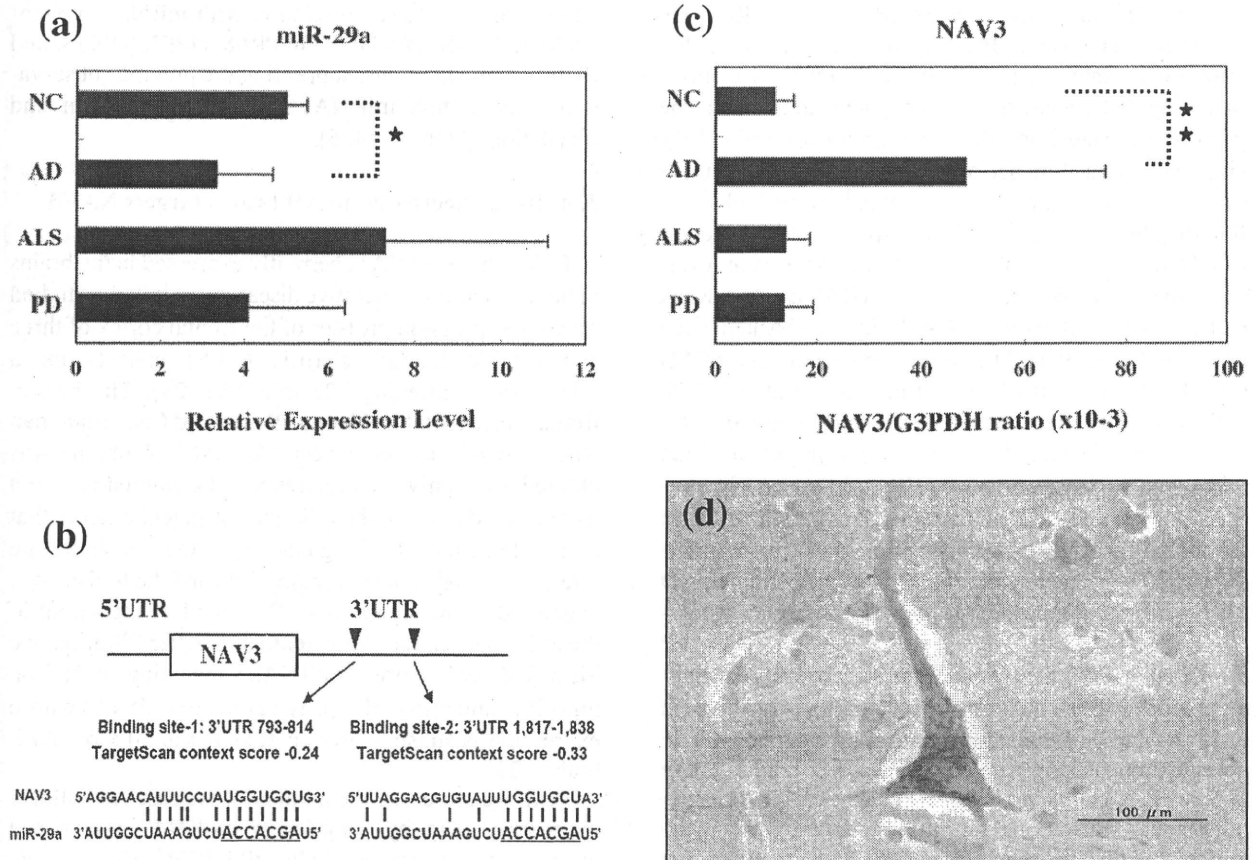 (a)
miR-29a
NC
AD
ALS
PD
★
0 2 4 6 8 10 12
Relative Expression Level
(b)
5'UTR 3'UTR
NAV3
Binding site-1: 3'UTR 793-814
TargetScan context score -0.24
Binding site-2: 3'UTR 1,817-1,838
TargetScan context score -0.33
NAV3 5'AGGAACAUUUCCUAUGGUGCUG3' 5'UUAGGACGUGUAUUUGGUGCUA3'
miR-29a 3'AUUGGCUAAAGUCUACCACGAU5' 3'AUUGGCUAAAGUCUACCACGAU5'
(c)
NAV3
NC
AD
ALS
PD
★
★
0 20 40 60 80 100
NAV3/G3PDH ratio (x10-3)
(d)
100 μm